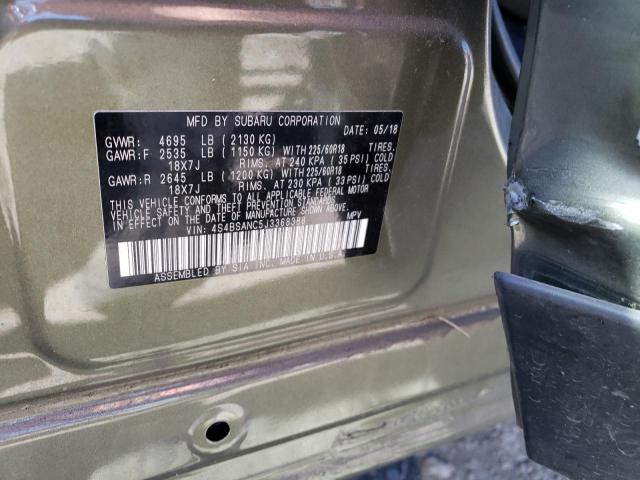 MFD BY SUBARU CORPORATION
GVWR: 4695 LB ( 2130 KG) DATE: 05/18
GAWR:F 2535 LB ( 1150 KG) WITH 225/60R18 TIRES,
18X7J RIMS, AT 240 KPA ( 35 PSI) COLD
GAWR:R 2645 LB ( 1200 KG) WITH 225/60R18 TIRES,
18X7J RIMS, AT 230 KPA ( 33 PSI) COLD
THIS VEHICLE CONFORMS TO ALL APPLICABLE FEDERAL MOTOR
VEHICLE SAFETY AND THEFT PREVENTION STANDARDS IN
EFFECT ON THE DATE OF MANUFACTURE SHOWN ABOVE.
VIN: MPV
ASSEMBLED BY SIA INC. MADE IN U.S.A.